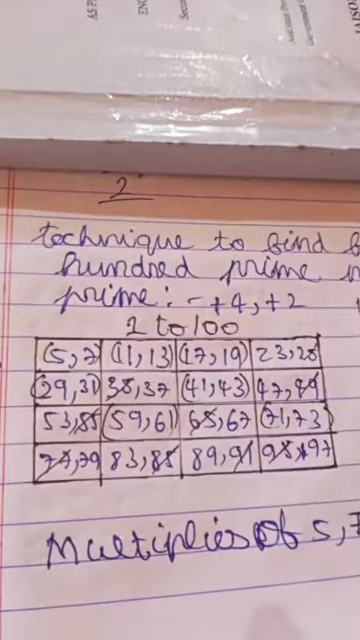 2
technique to find
hundred prime
prime: - +4, +2
1 to 100
(5,7) (11,13) (17,19) 23,25
(29,31) 35,37 (41,43) 47,49
53,55 (59,61) 65,67 (71,73)
77,79 83,85 89,91 95,97
Multiplies of 5, 7